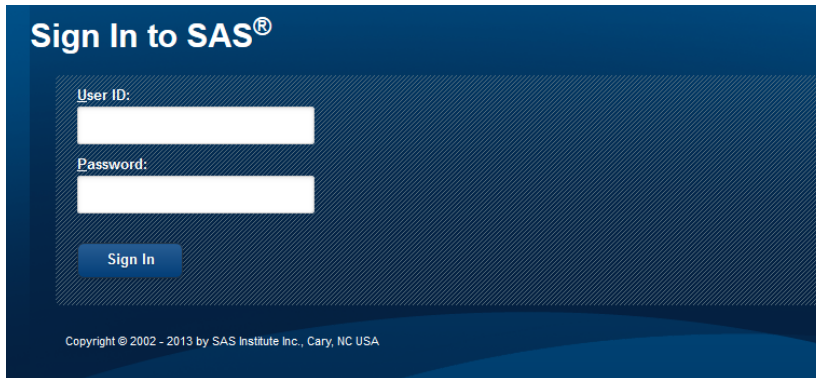 Sign In to SAS®
User ID:
Password:
Sign In
Copyright © 2002 - 2013 by SAS Institute Inc., Cary, NC USA